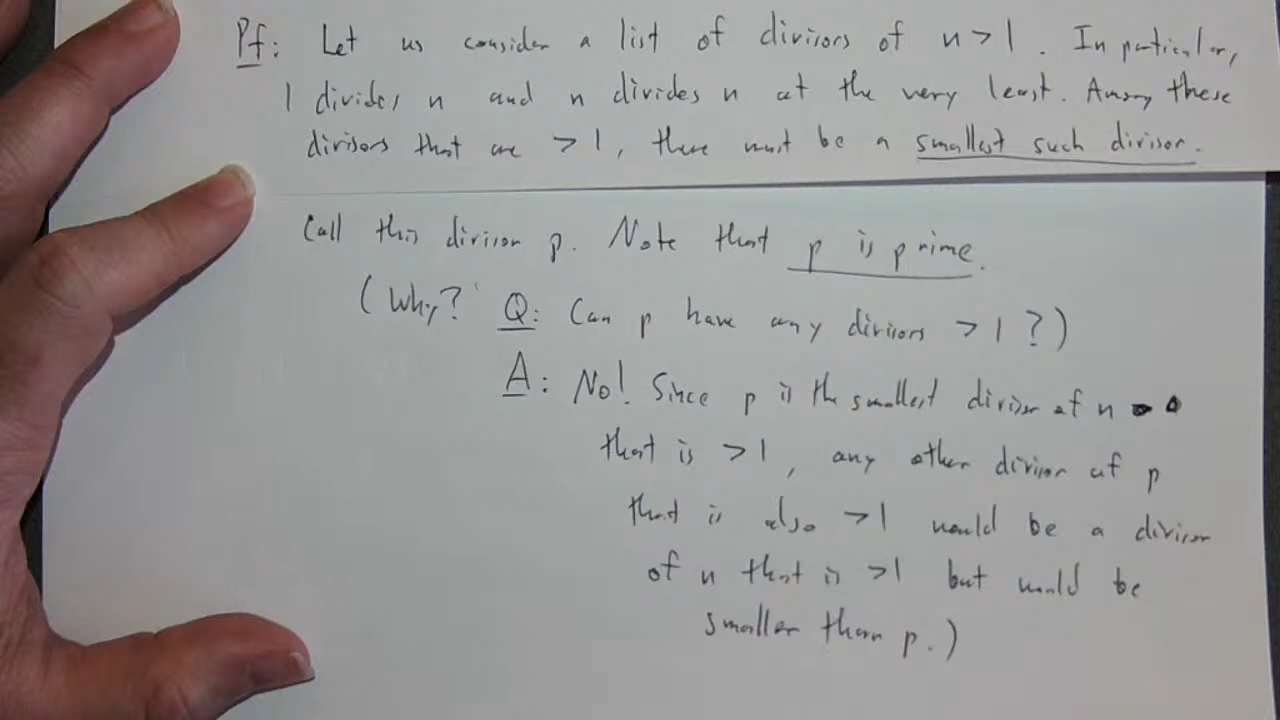 Pf: Let us consider a list of divisors of n > 1. In particular,
1 divides n and n divides n at the very least. Among these
divisors that are > 1, there must be a smallest such divisor.
Call this divisor p. Note that p is prime.
(Why? Q: Can p have any divisors > 1?)
A: No! Since p is the smallest divisor of n
that is > 1, any other divisor of p
that is also > 1 would be a divisor
of n that is > 1 but would be
smaller than p.)